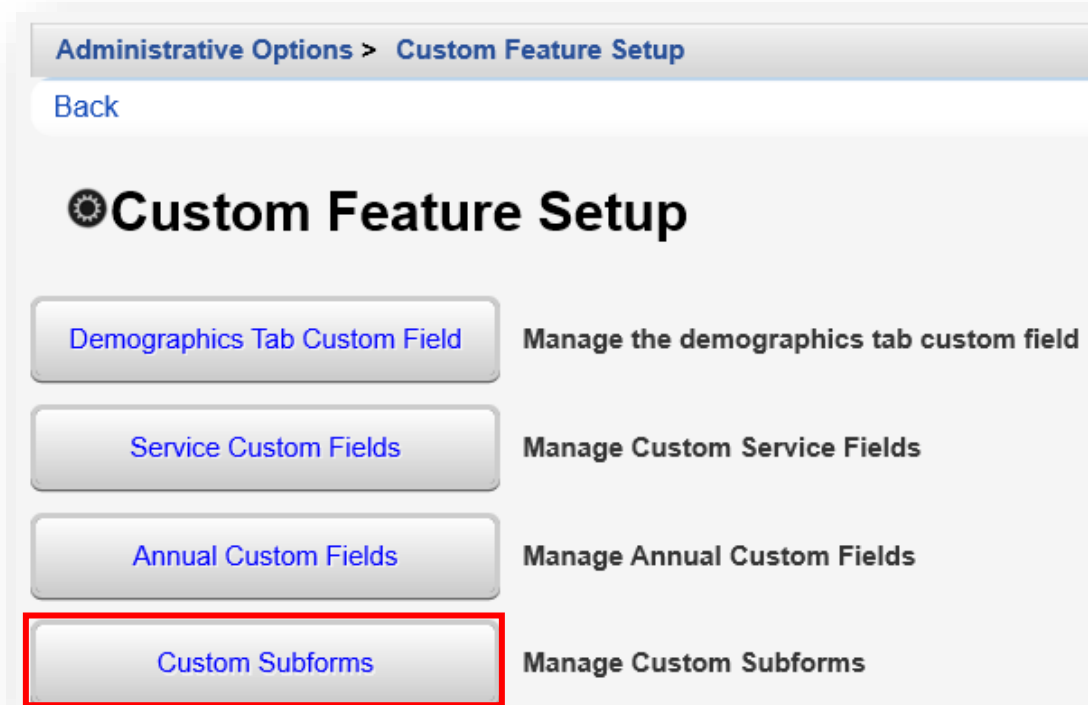 Administrative Options > Custom Feature Setup
Back
Custom Feature Setup
Demographics Tab Custom Field Manage the demographics tab custom field
Service Custom Fields Manage Custom Service Fields
Annual Custom Fields Manage Annual Custom Fields
Custom Subforms Manage Custom Subforms